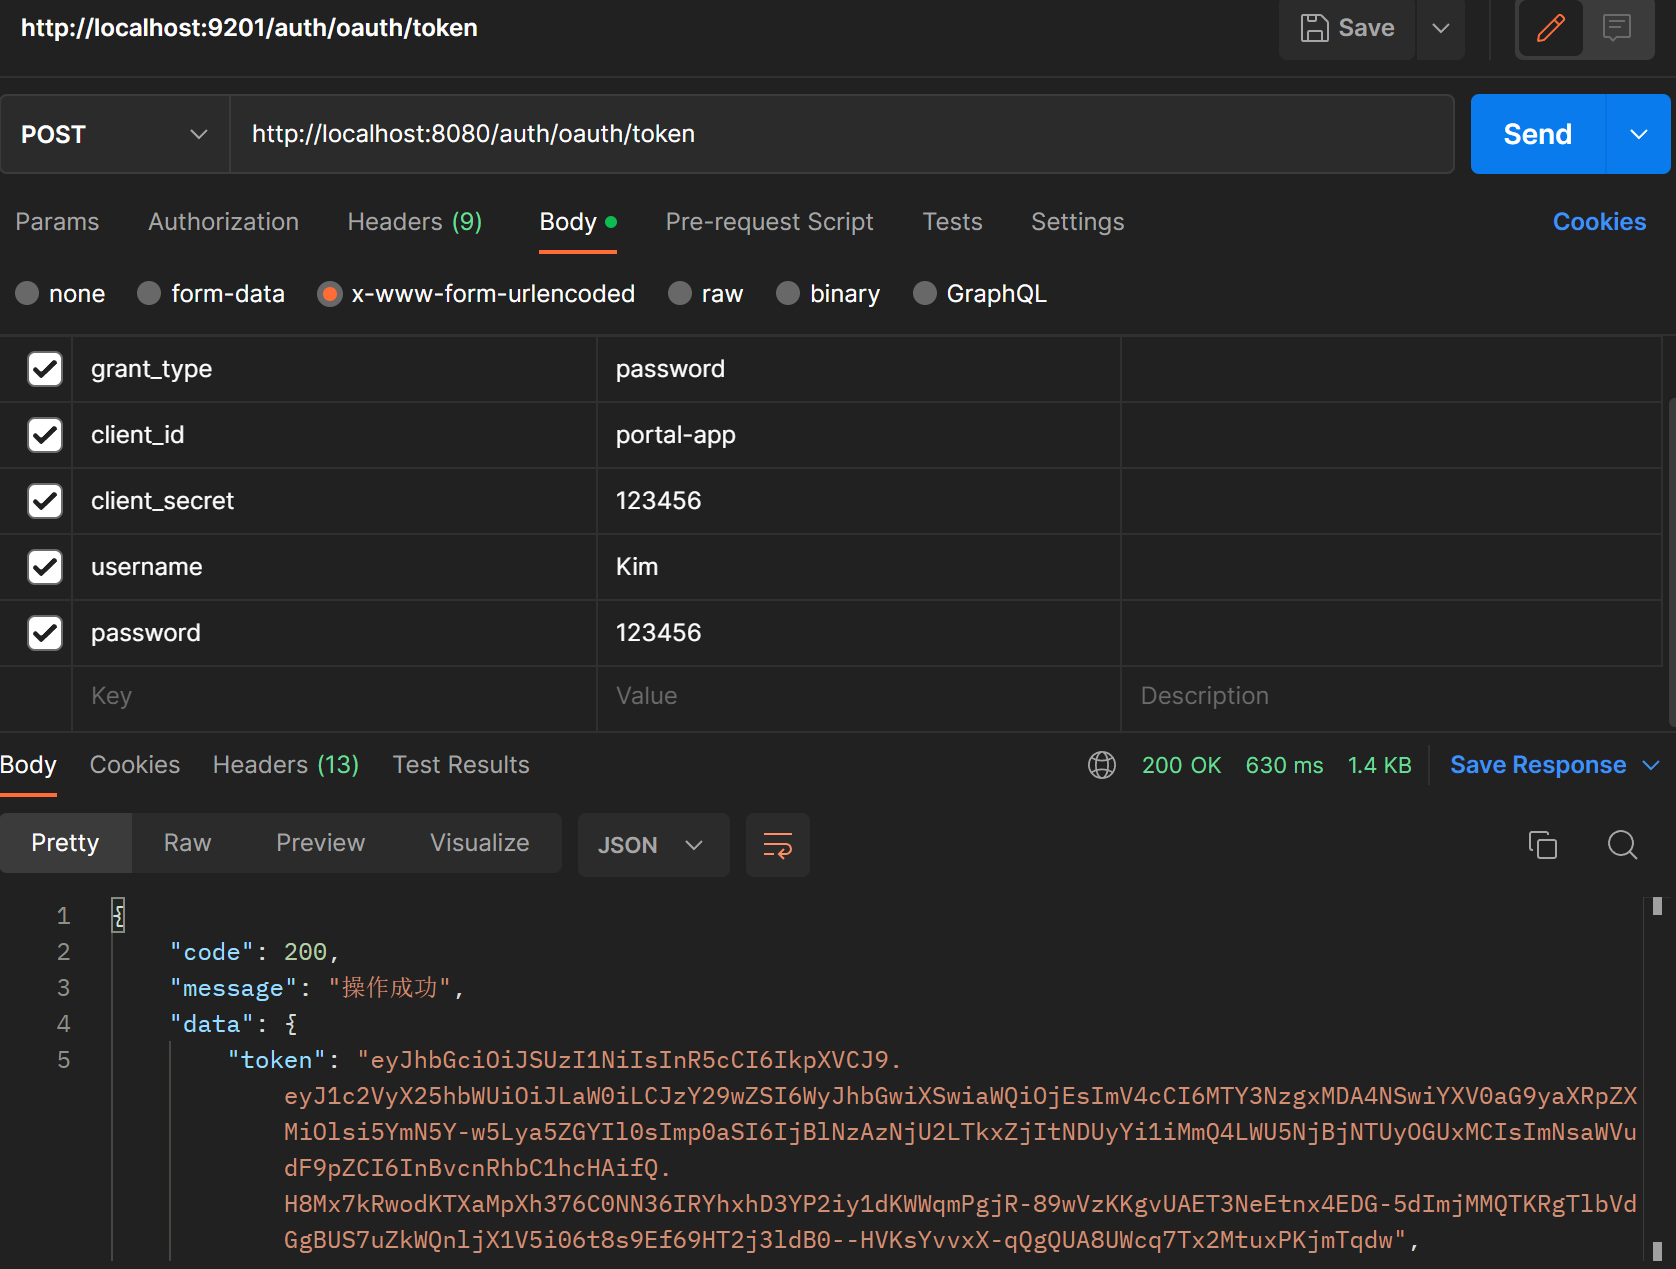 http://localhost:9201/auth/oauth/token
Save
POST
http://localhost:8080/auth/oauth/token
Send
Params Authorization Headers (9) Body Pre-request Script Tests Settings Cookies
none form-data x-www-form-urlencoded raw binary GraphQL
grant_type password
client_id portal-app
client_secret 123456
username Kim
password 123456
Key Value Description
Body Cookies Headers (13) Test Results 200 OK 630 ms 1.4 KB Save Response
Pretty Raw Preview Visualize JSON
1 {
2 "code": 200,
3 "message": "操作成功",
4 "data": {
5 "token": "eyJhbGciOiJSUzI1NiIsInR5cCI6IkpXVCJ9.
eyJ1c2VyX25hbWUiOiJLaW0iLCJzY29wZSI6WyJhbGwiXSwiaWQiOjEsImV4cCI6MTY3NzgxMDA4NSwiYXV0aG9yaXRpZX
MiOlsi5YmN5Y-w5Lya5ZGYIl0sImp0aSI6IjBlNzAzNjU2LTkxZjItNDUyYi1iMmQ4LWU5NjBjNTUyOGUxMCIsImNsaWVu
dF9pZCI6InBvcnRhbC1hcHAifQ.
H8Mx7kRwodKTXaMpXh376C0NN36IRYhxhD3YP2iy1dKWWqmPgjR-89wVzKKgvUAET3NeEtnx4EDG-5dImjMMQTKRgTlbVd
GgBUS7uZkWQnljX1V5i06t8s9Ef69HT2j3ldB0--HVKsYvvxX-qQgQUA8UWcq7Tx2MtuxPKjmTqdw",